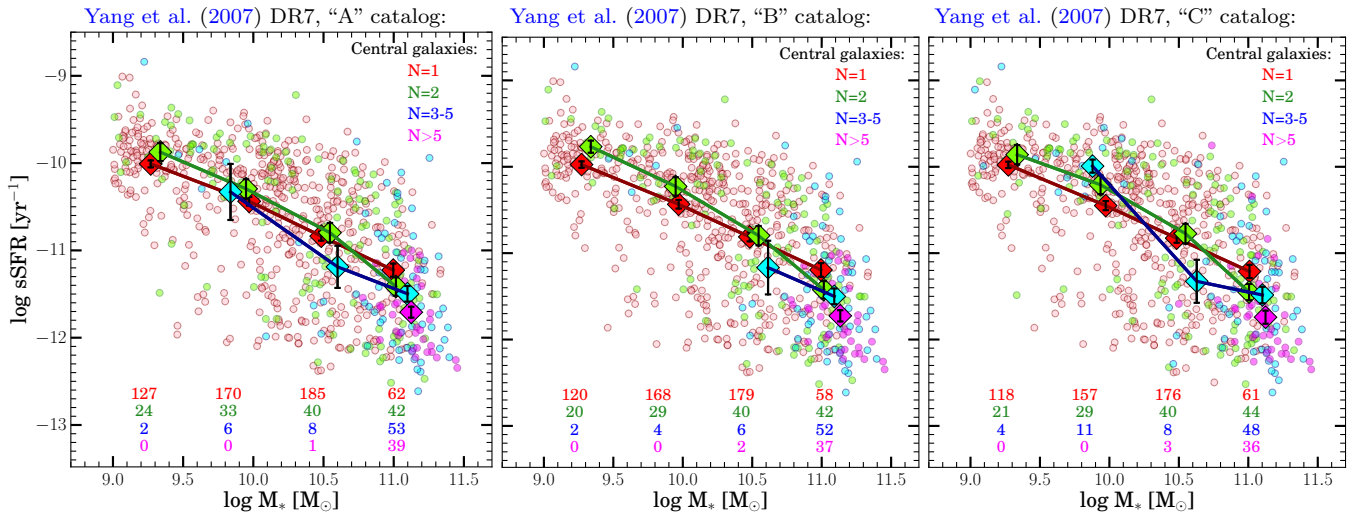 Yang et al. (2007) DR7, “A” catalog:
Yang et al. (2007) DR7, “B” catalog:
Yang et al. (2007) DR7, “C” catalog:
Central galaxies:
N=1
N=2
N=3-5
N>5
Central galaxies:
N=1
N=2
N=3-5
N>5
Central galaxies:
N=1
N=2
N=3-5
N>5
log sSFR [yr⁻¹]
−9
−10
−11
−12
−13
127 170 185 62
24 33 40 42
2 6 8 53
0 0 1 39
120 168 179 58
20 29 40 42
2 4 6 52
0 0 2 37
118 157 176 61
21 29 40 44
4 11 8 48
0 0 3 36
9.0 9.5 10.0 10.5 11.0 11.5
9.0 9.5 10.0 10.5 11.0 11.5
9.0 9.5 10.0 10.5 11.0 11.5
log M* [M⊙]
log M* [M⊙]
log M* [M⊙]